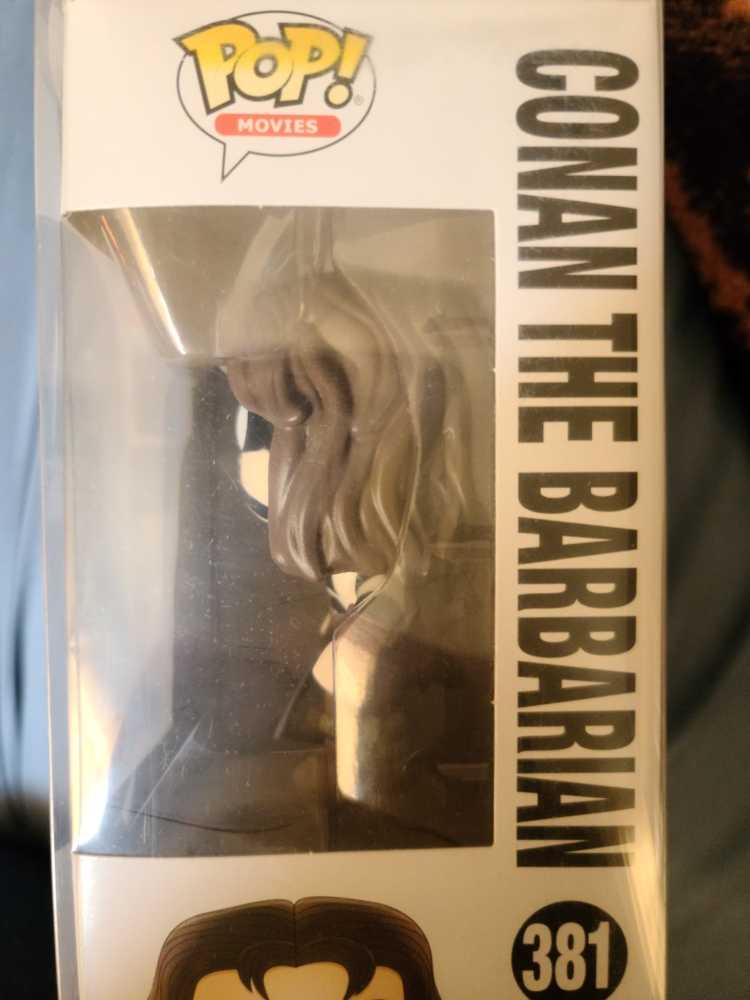 POP!®
MOVIES
CONAN THE BARBARIAN
381